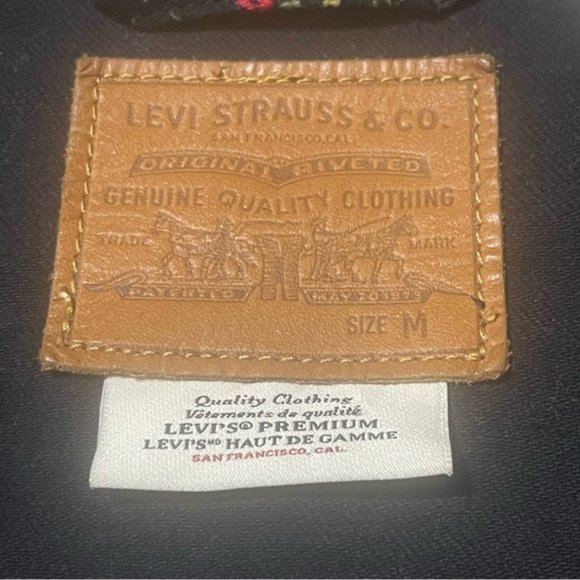 LEVI STRAUSS & CO.
SAN FRANCISCO, CAL.
ORIGINAL RIVETED
GENUINE QUALITY CLOTHING
TRADE MARK
PATENTED MAY 20 1873
SIZE M
Quality Clothing
Vêtements de qualité
LEVI'S® PREMIUM
LEVI'S MD HAUT DE GAMME
SAN FRANCISCO, CAL.